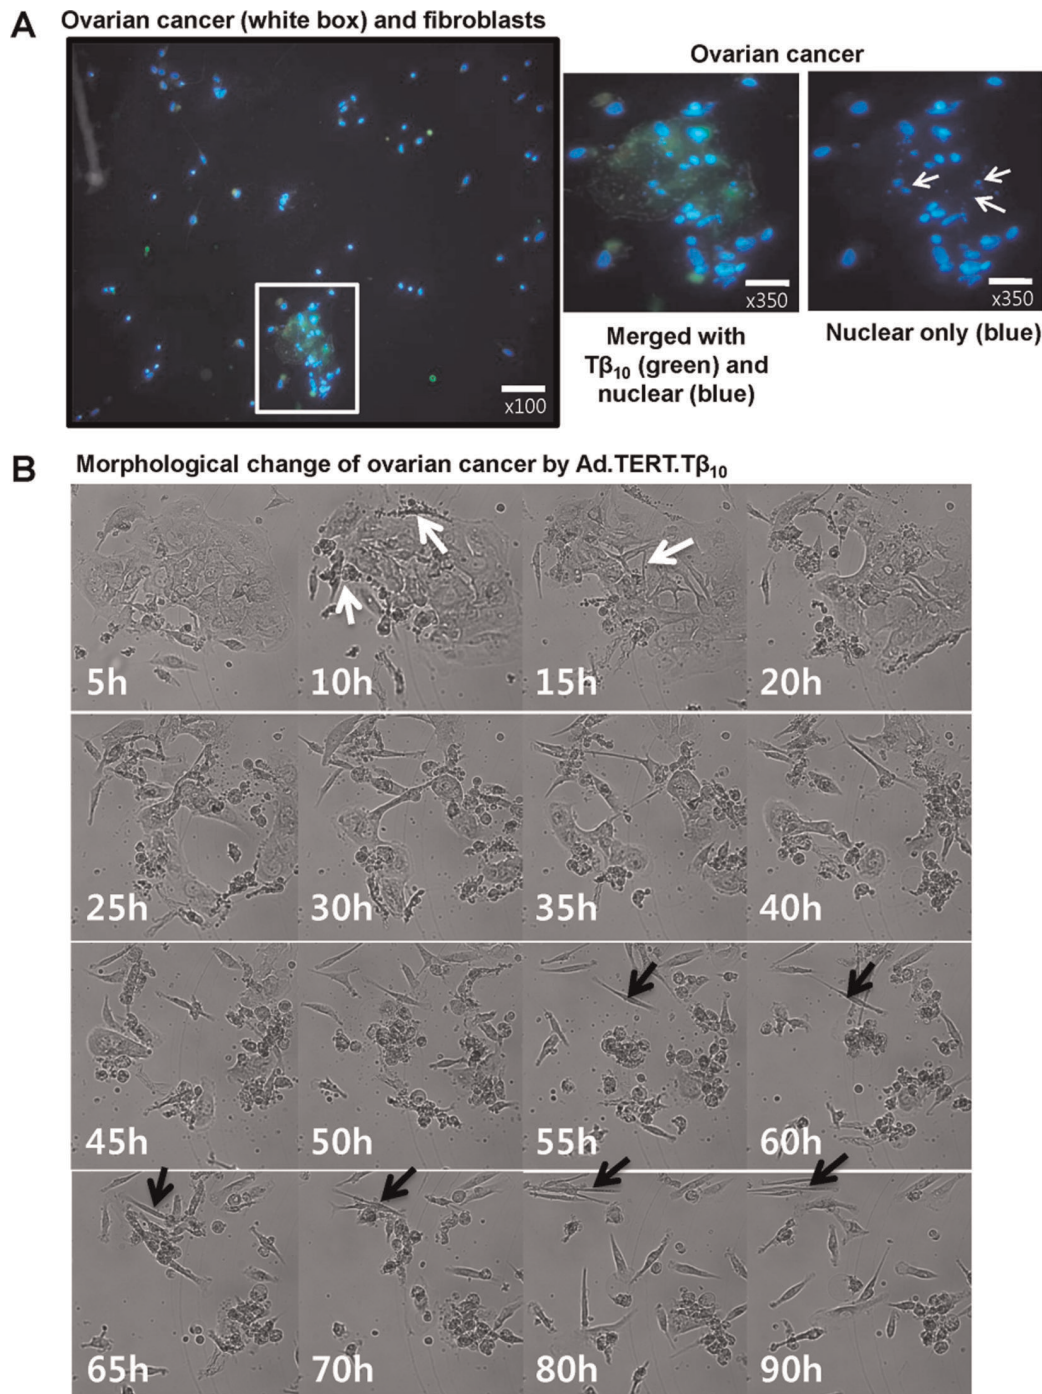 A
Ovarian cancer (white box) and fibroblasts
Ovarian cancer
x100
x350
x350
Merged with
Tβ₁₀ (green) and
nuclear (blue)
Nuclear only (blue)
B
Morphological change of ovarian cancer by Ad.TERT.Tβ₁₀
5h
10h
15h
20h
25h
30h
35h
40h
45h
50h
55h
60h
65h
70h
80h
90h